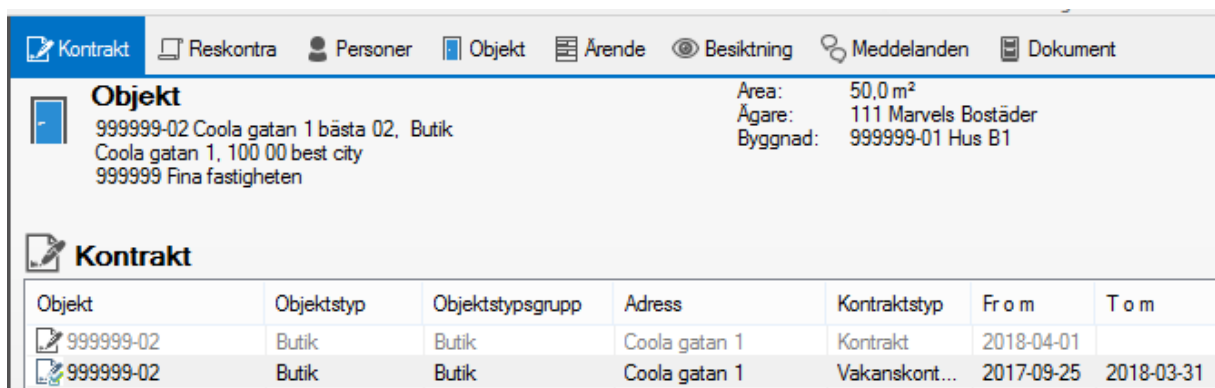 Kontrakt Reskontra Personer Objekt Ärende Besiktning Meddelanden Dokument
Objekt Area: 50,0 m²
999999-02 Coola gatan 1 bästa 02, Butik Ägare: 111 Marvels Bostäder
Coola gatan 1, 100 00 best city Byggnad: 999999-01 Hus B1
999999 Fina fastigheten
Kontrakt
Objekt Objektstyp Objektstypsgrupp Adress Kontraktstyp Fr o m T o m
999999-02 Butik Butik Coola gatan 1 Kontrakt 2018-04-01
999999-02 Butik Butik Coola gatan 1 Vakanskont... 2017-09-25 2018-03-31